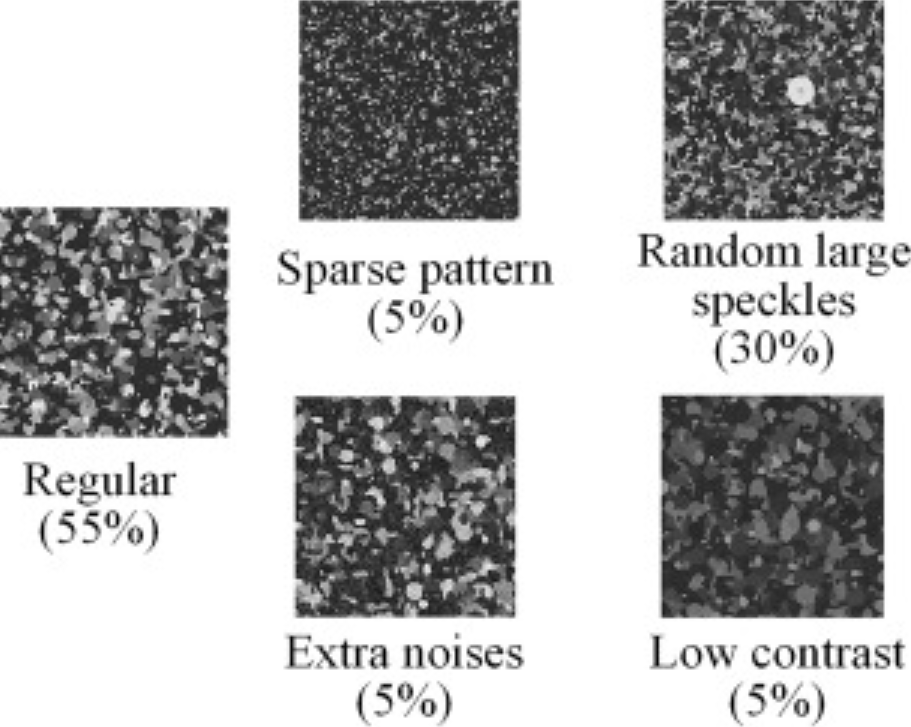 Sparse pattern
(5%)
Random large
speckles
(30%)
Regular
(55%)
Extra noises
(5%)
Low contrast
(5%)